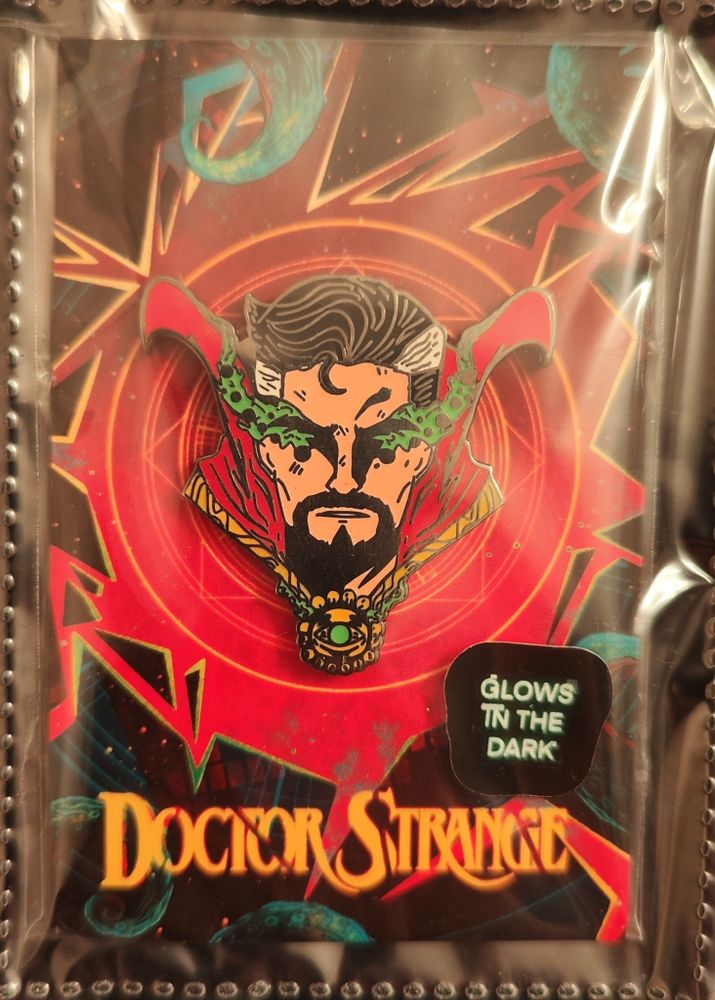 GLOWS
IN THE
DARK
DOCTOR STRANGE